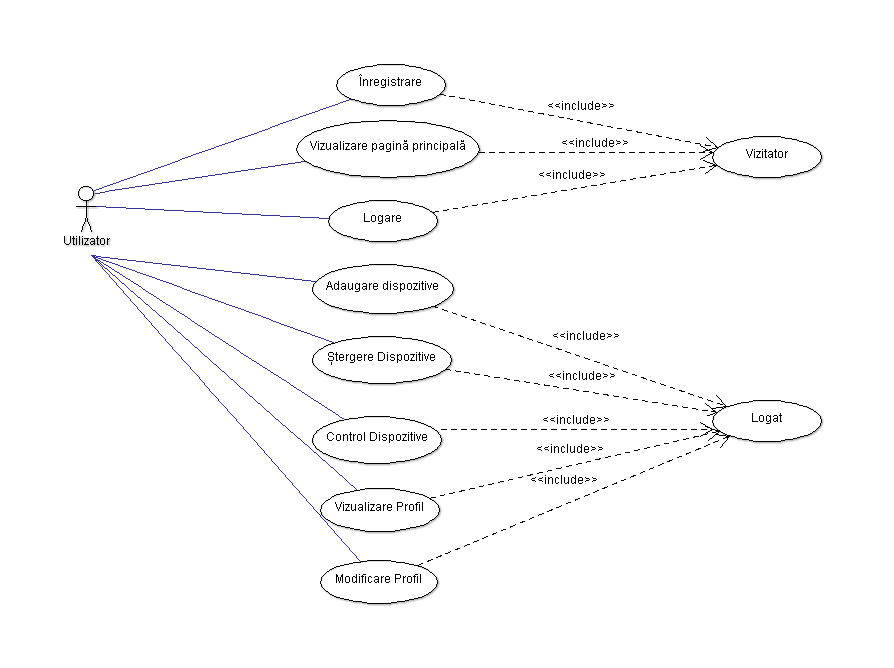 Înregistrare
<<include>>
Vizualizare pagină principală
<<include>>
Vizitator
<<include>>
Logare
Utilizator
Adaugare dispozitive
<<include>>
Ștergere Dispozitive
<<include>>
Logat
<<include>>
Control Dispozitive
<<include>>
<<include>>
Vizualizare Profil
Modificare Profil